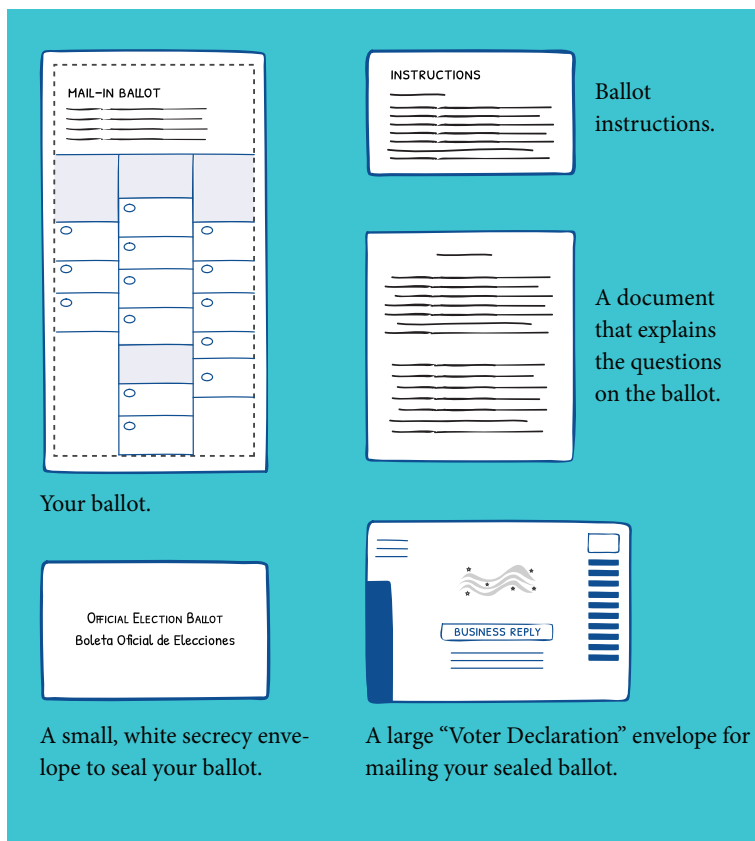 MAIL-IN BALLOT
Your ballot.
INSTRUCTIONS
Ballot
instructions.
A document
that explains
the questions
on the ballot.
Official Election Ballot
Boleta Oficial de Elecciones
A small, white secrecy enve-
lope to seal your ballot.
BUSINESS REPLY
A large “Voter Declaration” envelope for
mailing your sealed ballot.